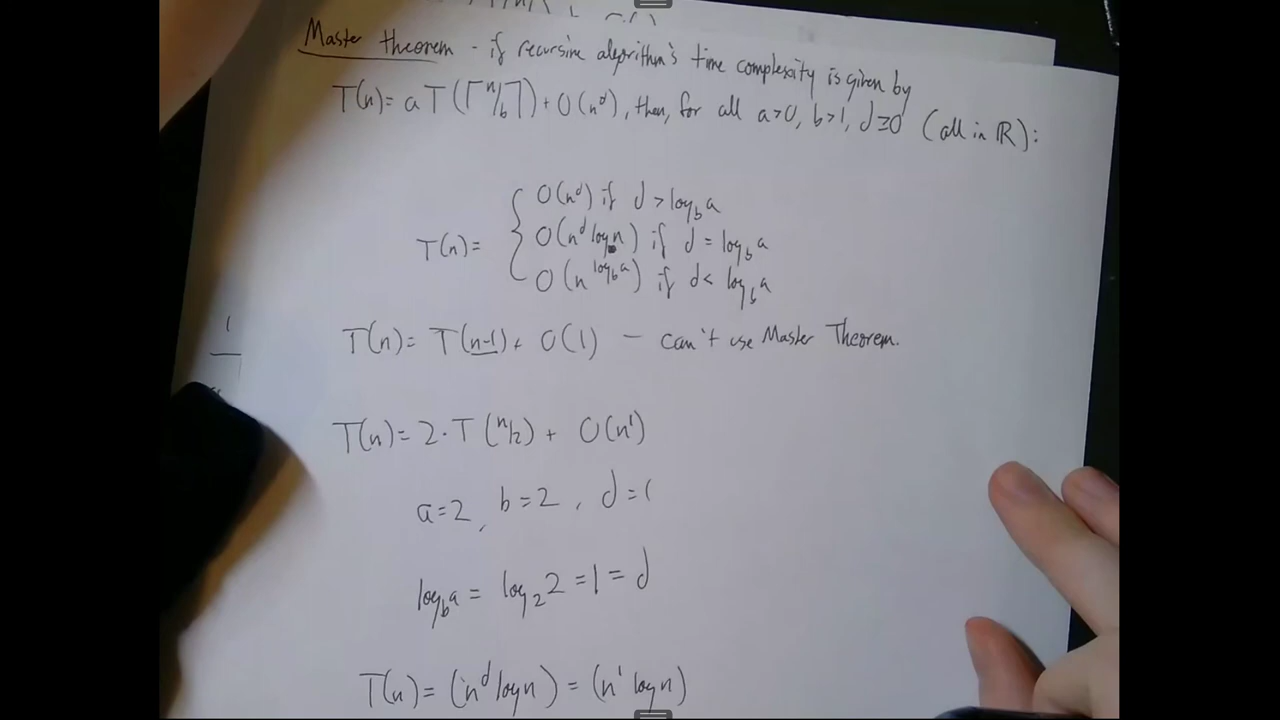 Master theorem - if recursive algorithm's time complexity is given by
T(n) = a T(⌈n/b⌉) + O(n^d), then, for all a>0, b>1, d≥0 (all in ℝ):
O(n^d) if d > log_b a
T(n) = { O(n^d log n) if d = log_b a
O(n^(log_b a)) if d < log_b a
T(n) = T(n-1) + O(1) — can't use Master Theorem.
T(n) = 2·T(n/2) + O(n^1)
a=2, b=2, d=1
log_b a = log_2 2 = 1 = d
T(n) = (n^d log n) = (n^1 log n)